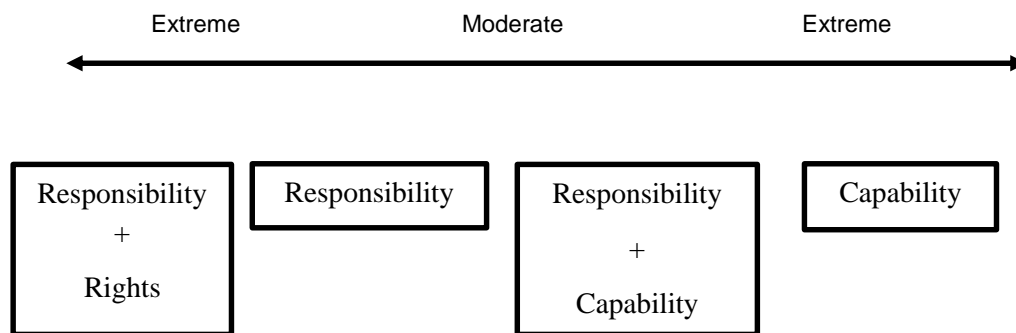 Extreme
Moderate
Extreme
Responsibility
+
Rights
Responsibility
Responsibility
+
Capability
Capability